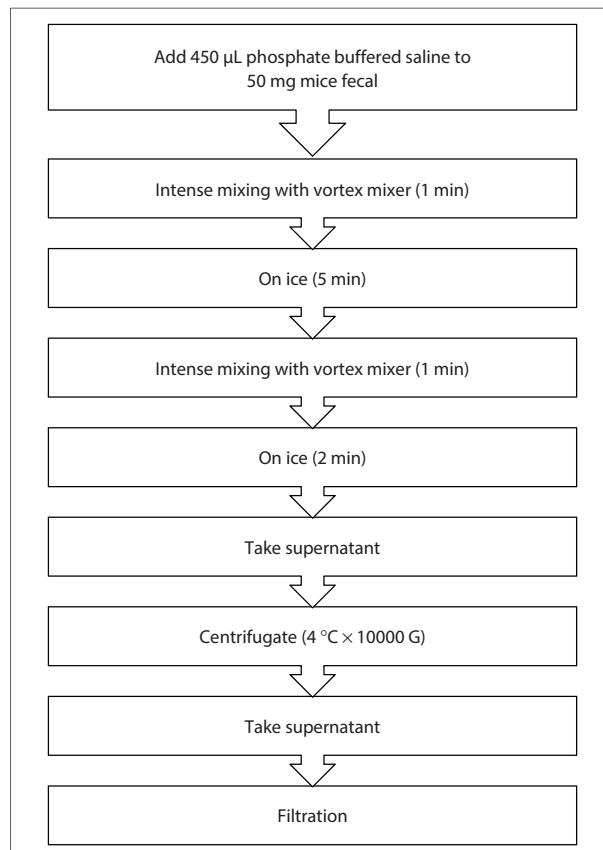 Add 450 μL phosphate buffered saline to
50 mg mice fecal
Intense mixing with vortex mixer (1 min)
On ice (5 min)
Intense mixing with vortex mixer (1 min)
On ice (2 min)
Take supernatant
Centrifugate (4 °C × 10000 G)
Take supernatant
Filtration